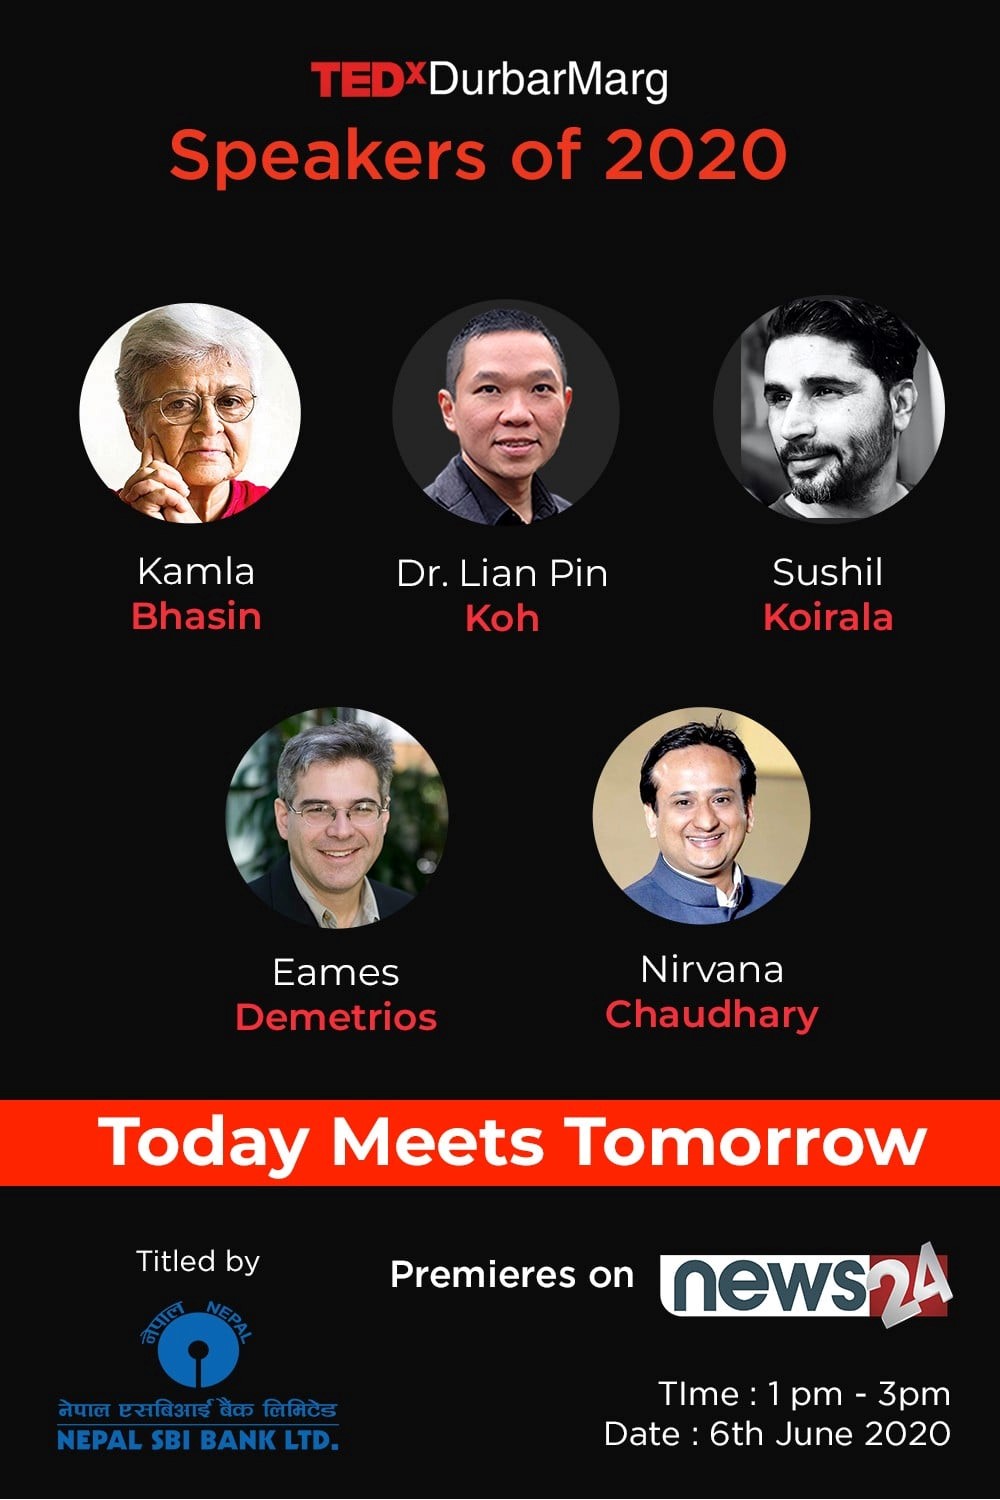 TEDxDurbarMarg
Speakers of 2020
Kamla
Bhasin
Dr. Lian Pin
Koh
Sushil
Koirala
Eames
Demetrios
Nirvana
Chaudhary
Today Meets Tomorrow
Titled by
नेपाल NEPAL
नेपाल एसबिआई बैंक लिमिटेड
NEPAL SBI BANK LTD.
Premieres on
news24
TIme : 1 pm - 3pm
Date : 6th June 2020